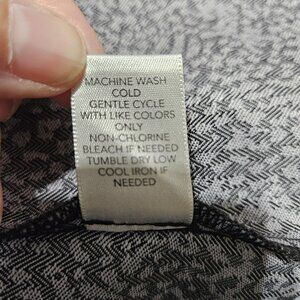 MACHINE WASH
COLD
GENTLE CYCLE
WITH LIKE COLORS
ONLY
NON-CHLORINE
BLEACH IF NEEDED
TUMBLE DRY LOW
COOL IRON IF
NEEDED